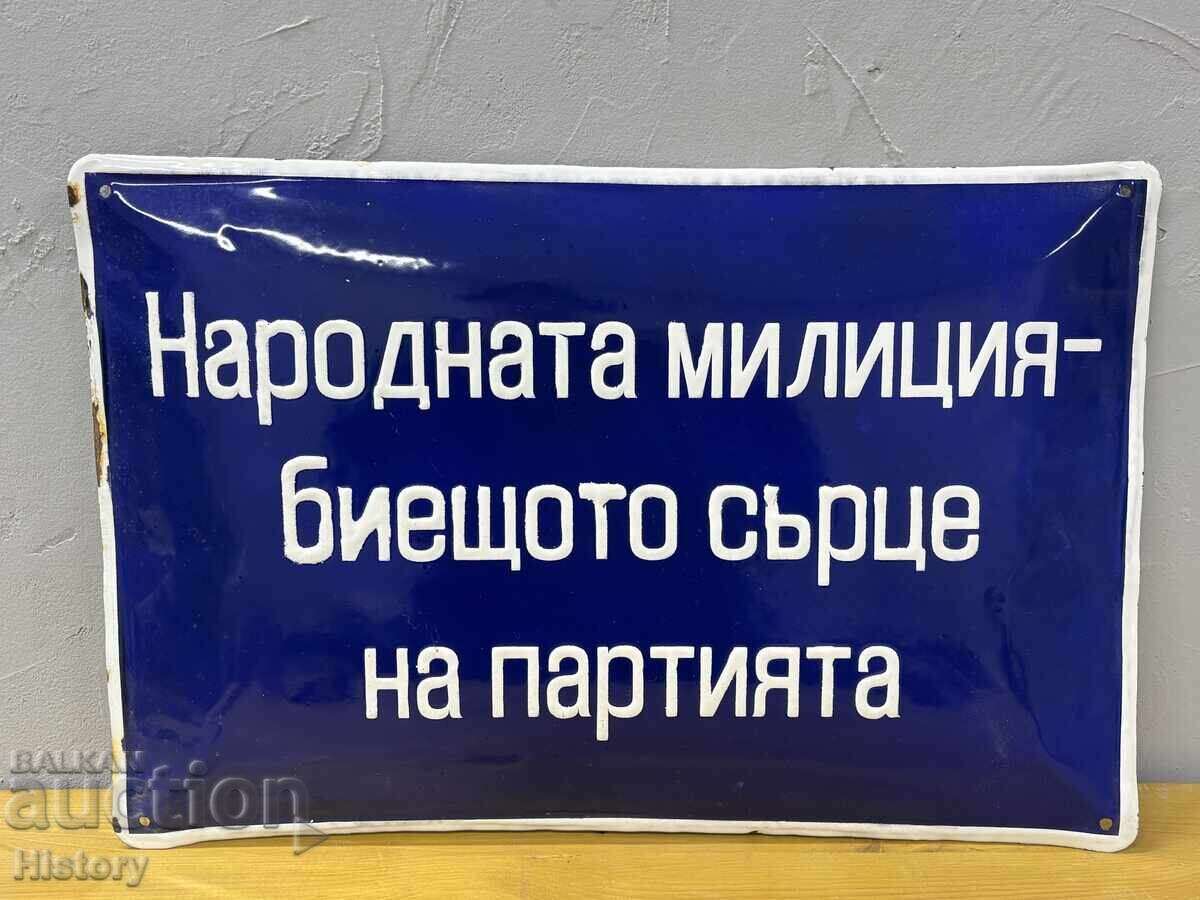 Народната милиция-
биещото сърце
на партията
BALKAN
auction
History